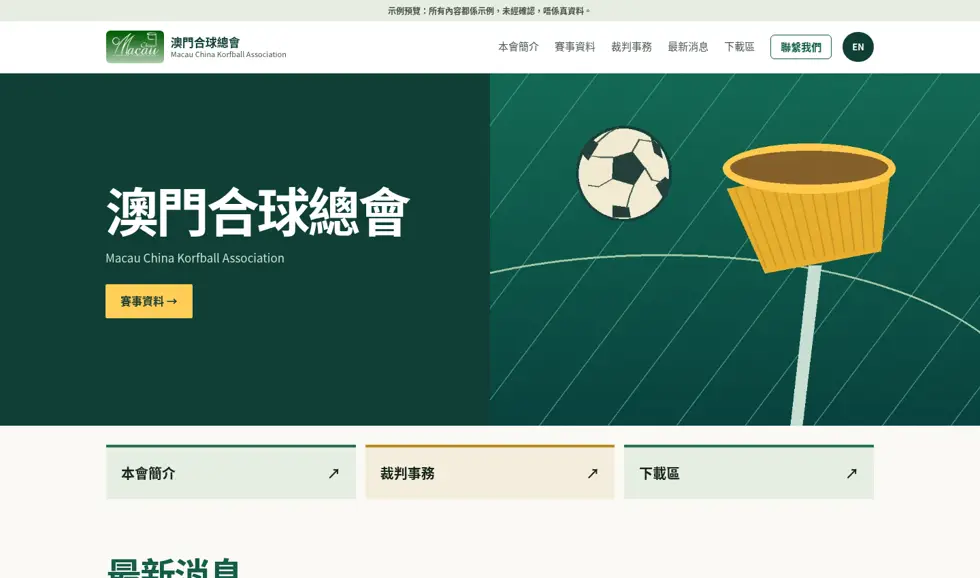 示例預覽：所有內容都係示例，未經確認，唔係真資料。
Macau
澳門合球總會
Macau China Korfball Association
本會簡介
賽事資料
裁判事務
最新消息
下載區
聯繫我們
EN
澳門合球總會
Macau China Korfball Association
賽事資料 →
本會簡介 ↗
裁判事務 ↗
下載區 ↗
最新消息